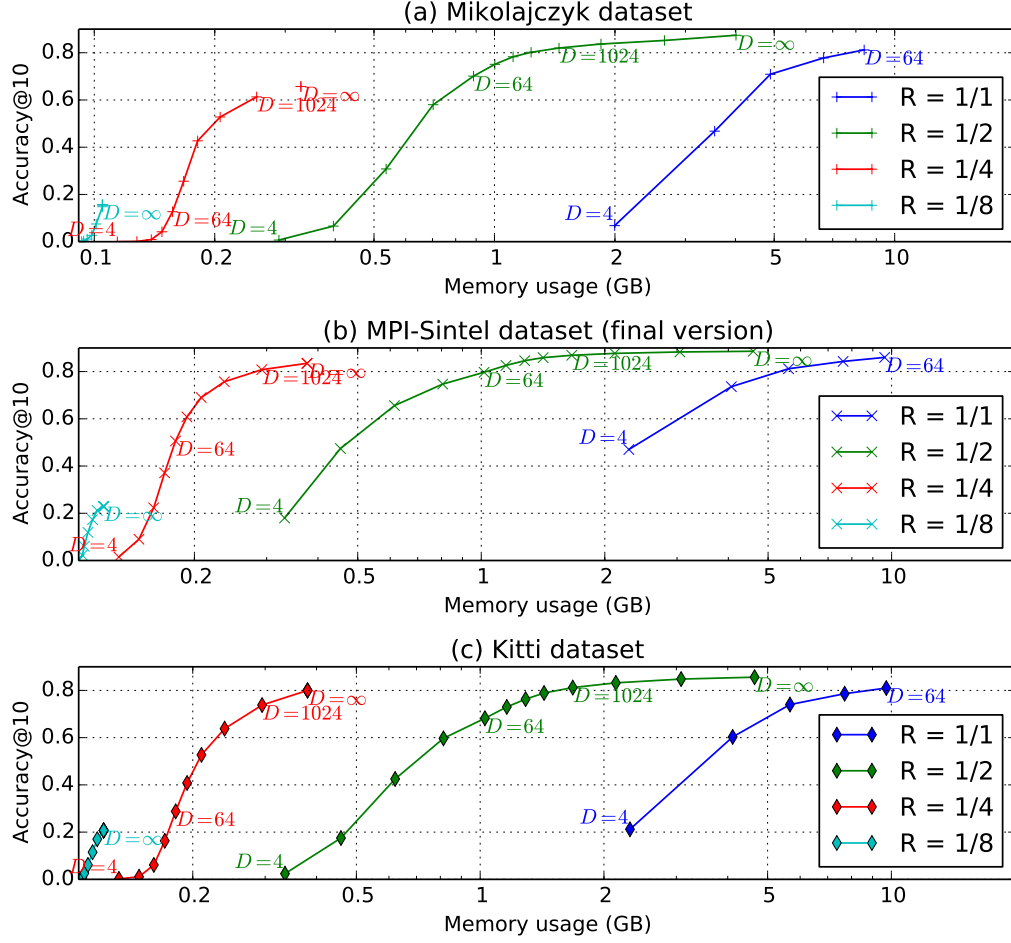 (a) Mikolajczyk dataset
Accuracy@10
0.8
0.6
0.4
0.2
0.0
D=∞
D=1024
D=64
D=64
D=∞
D=1024
D=∞
D=64
D=4
D=4
D=4
R = 1/1
R = 1/2
R = 1/4
R = 1/8
0.1 0.2 0.5 1 2 5 10
Memory usage (GB)
(b) MPI-Sintel dataset (final version)
Accuracy@10
0.8
0.6
0.4
0.2
0.0
D=1024
D=∞
D=64
D=1024
D=∞
D=64
D=64
D=4
D=4
D=∞
D=4
R = 1/1
R = 1/2
R = 1/4
R = 1/8
0.2 0.5 1 2 5 10
Memory usage (GB)
(c) Kitti dataset
Accuracy@10
0.8
0.6
0.4
0.2
0.0
D=∞
D=1024
D=64
D=1024
D=∞
D=64
D=64
D=4
D=∞
D=4
D=4
R = 1/1
R = 1/2
R = 1/4
R = 1/8
0.2 0.5 1 2 5 10
Memory usage (GB)